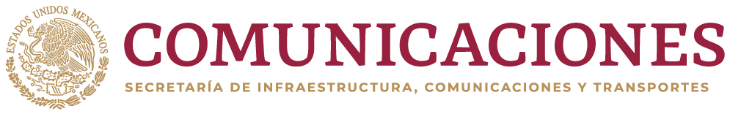 ESTADOS UNIDOS MEXICANOS
COMUNICACIONES
SECRETARÍA DE INFRAESTRUCTURA, COMUNICACIONES Y TRANSPORTES